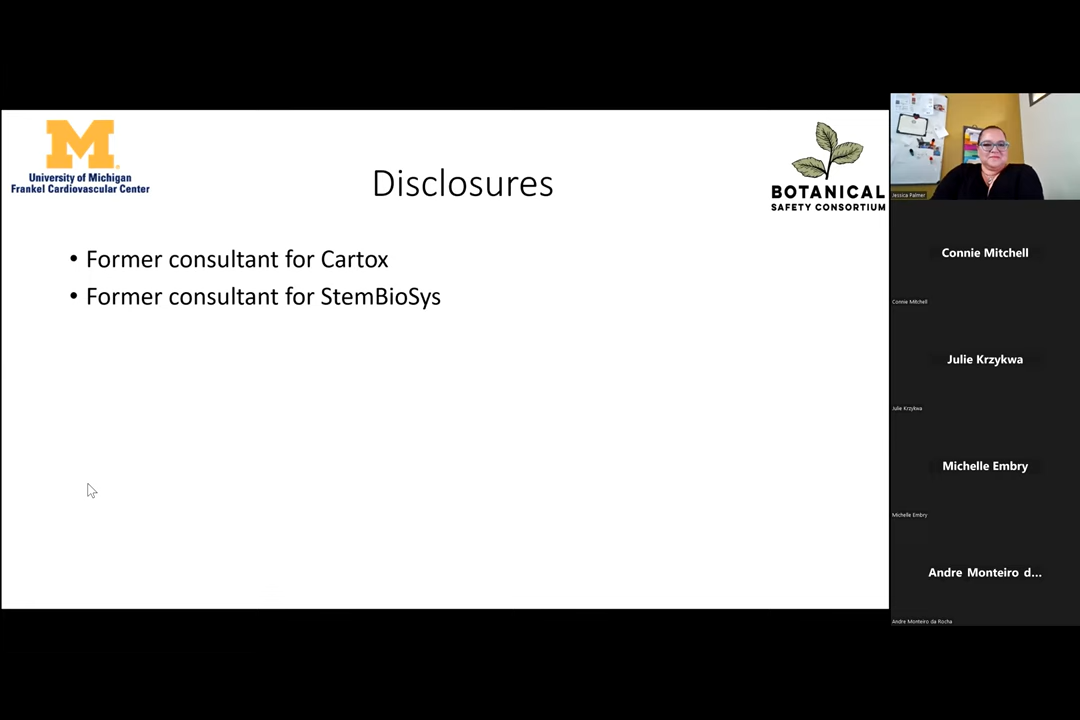 M
University of Michigan
Frankel Cardiovascular Center
Disclosures
BOTANICAL
SAFETY CONSORTIUM
• Former consultant for Cartox
• Former consultant for StemBioSys
Jessica Palmer
Connie Mitchell
Connie Mitchell
Julie Krzykwa
Julie Krzykwa
Michelle Embry
Michelle Embry
Andre Monteiro d...
Andre Monteiro da Rocha